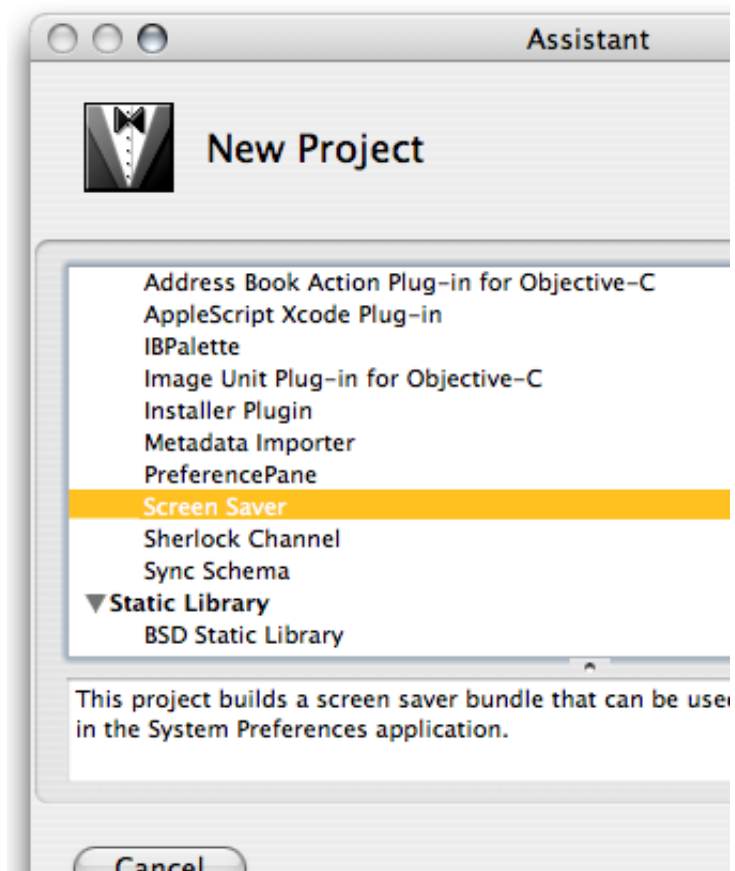 Assistant
New Project
Address Book Action Plug-in for Objective-C
AppleScript Xcode Plug-in
IBPalette
Image Unit Plug-in for Objective-C
Installer Plugin
Metadata Importer
PreferencePane
Screen Saver
Sherlock Channel
Sync Schema
Static Library
BSD Static Library
This project builds a screen saver bundle that can be used
in the System Preferences application.
Cancel